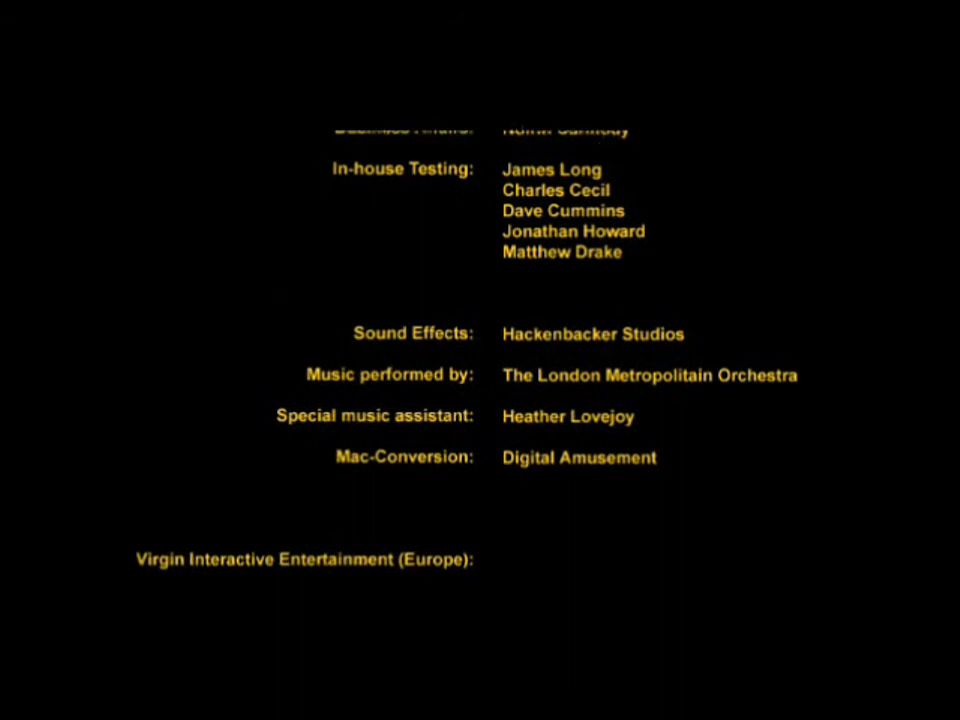 In-house Testing: James Long
Charles Cecil
Dave Cummins
Jonathan Howard
Matthew Drake
Sound Effects: Hackenbacker Studios
Music performed by: The London Metropolitain Orchestra
Special music assistant: Heather Lovejoy
Mac-Conversion: Digital Amusement
Virgin Interactive Entertainment (Europe):